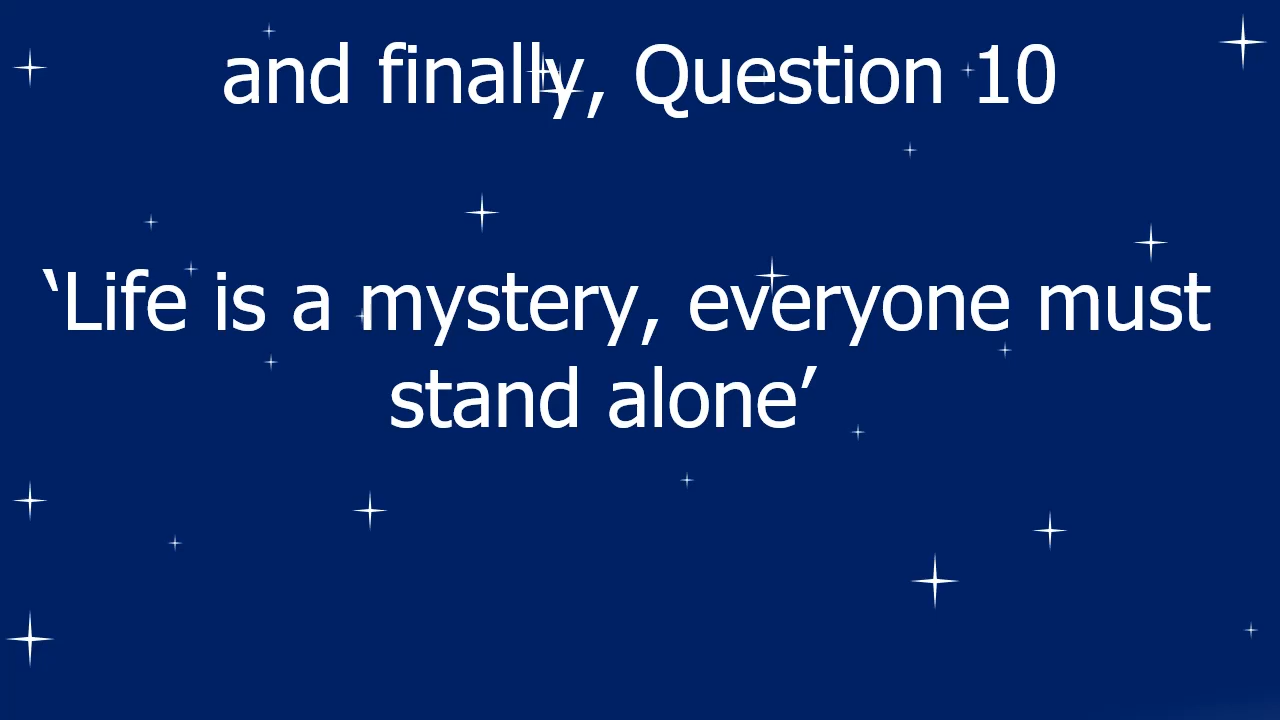 and finally, Question 10
‘Life is a mystery, everyone must
stand alone’